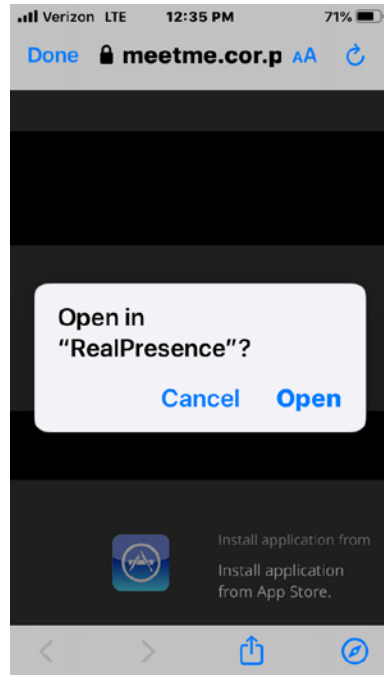 Verizon LTE 12:35 PM 71%
Done meetme.cor.p AA
Open in
“RealPresence”?
Cancel Open
Install application from
Install application
from App Store.